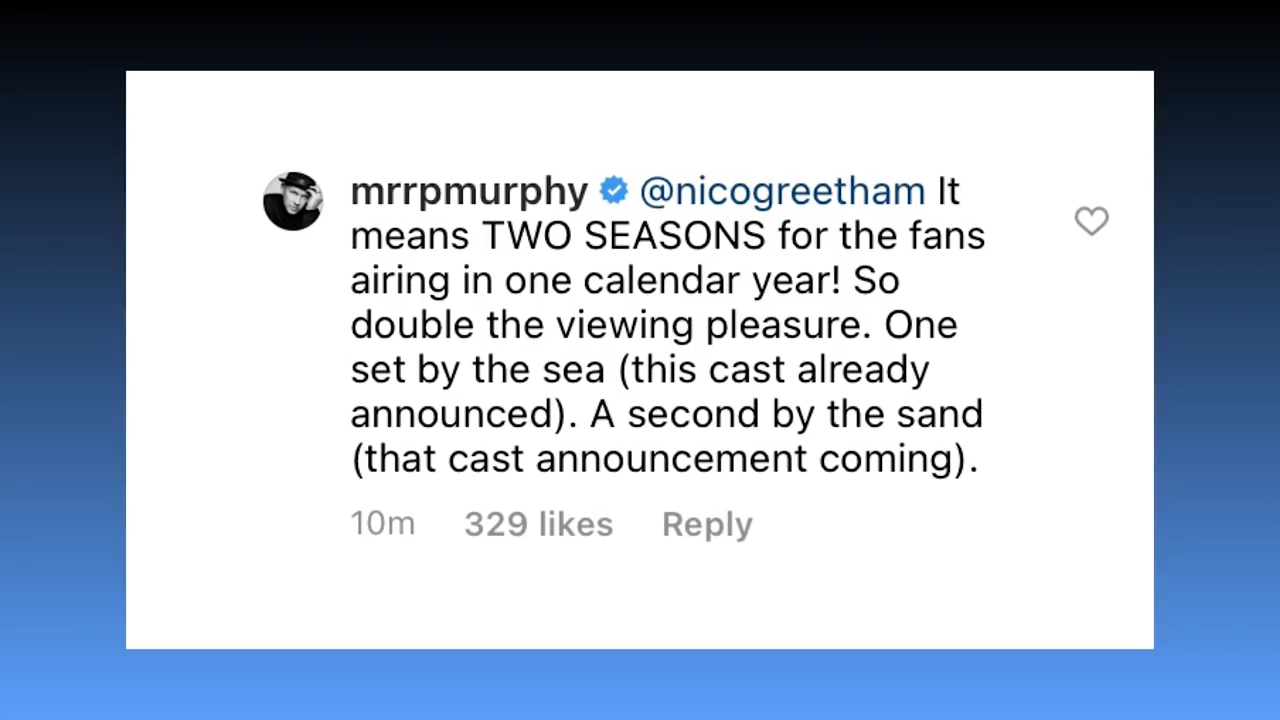 mrrpmurphy @nicogreetham It
means TWO SEASONS for the fans
airing in one calendar year! So
double the viewing pleasure. One
set by the sea (this cast already
announced). A second by the sand
(that cast announcement coming).
10m 329 likes Reply